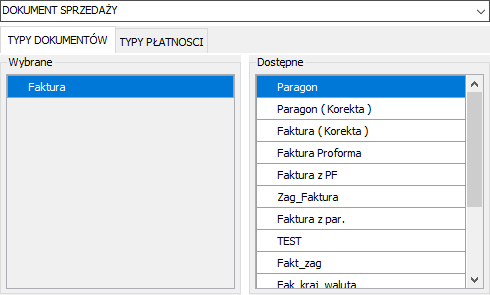 DOKUMENT SPRZEDAŻY
TYPY DOKUMENTÓW
TYPY PŁATNOSCI
Wybrane
Faktura
Dostępne
Paragon
Paragon ( Korekta )
Faktura ( Korekta )
Faktura Proforma
Faktura z PF
Zag_Faktura
Faktura z par.
TEST
Fakt_zag
Fak_kraj_waluta